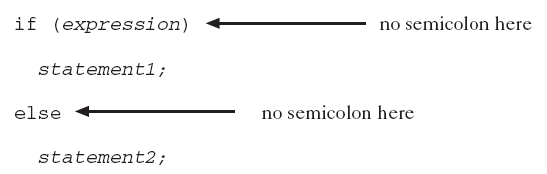 if (expression) no semicolon here
statement1;
else no semicolon here
statement2;